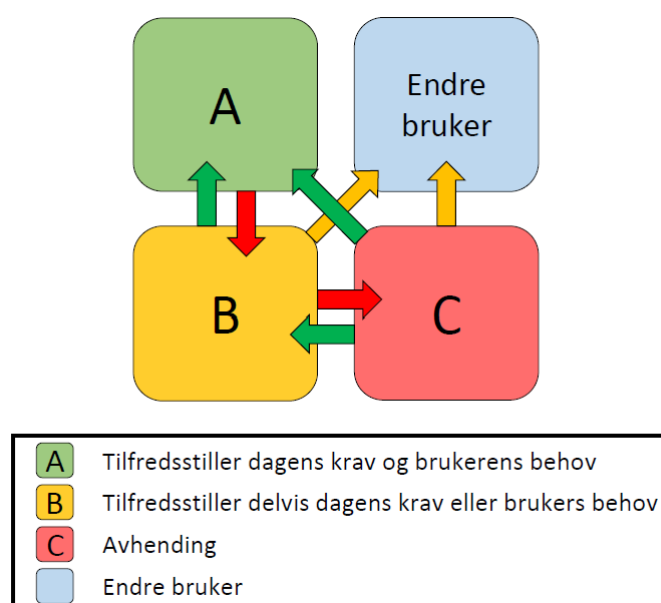 A
Endre
bruker
B
C
A Tilfredsstiller dagens krav og brukerens behov
B Tilfredsstiller delvis dagens krav eller brukers behov
C Avhending
Endre bruker